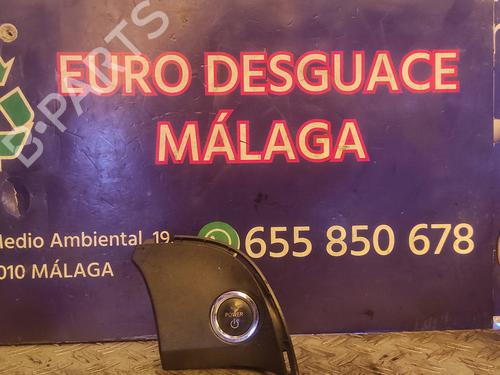 B-PARTS
EURO DESGUACE
MÁLAGA
Medio Ambiental, 19.
655 850 678
010 MÁLAGA
POWER